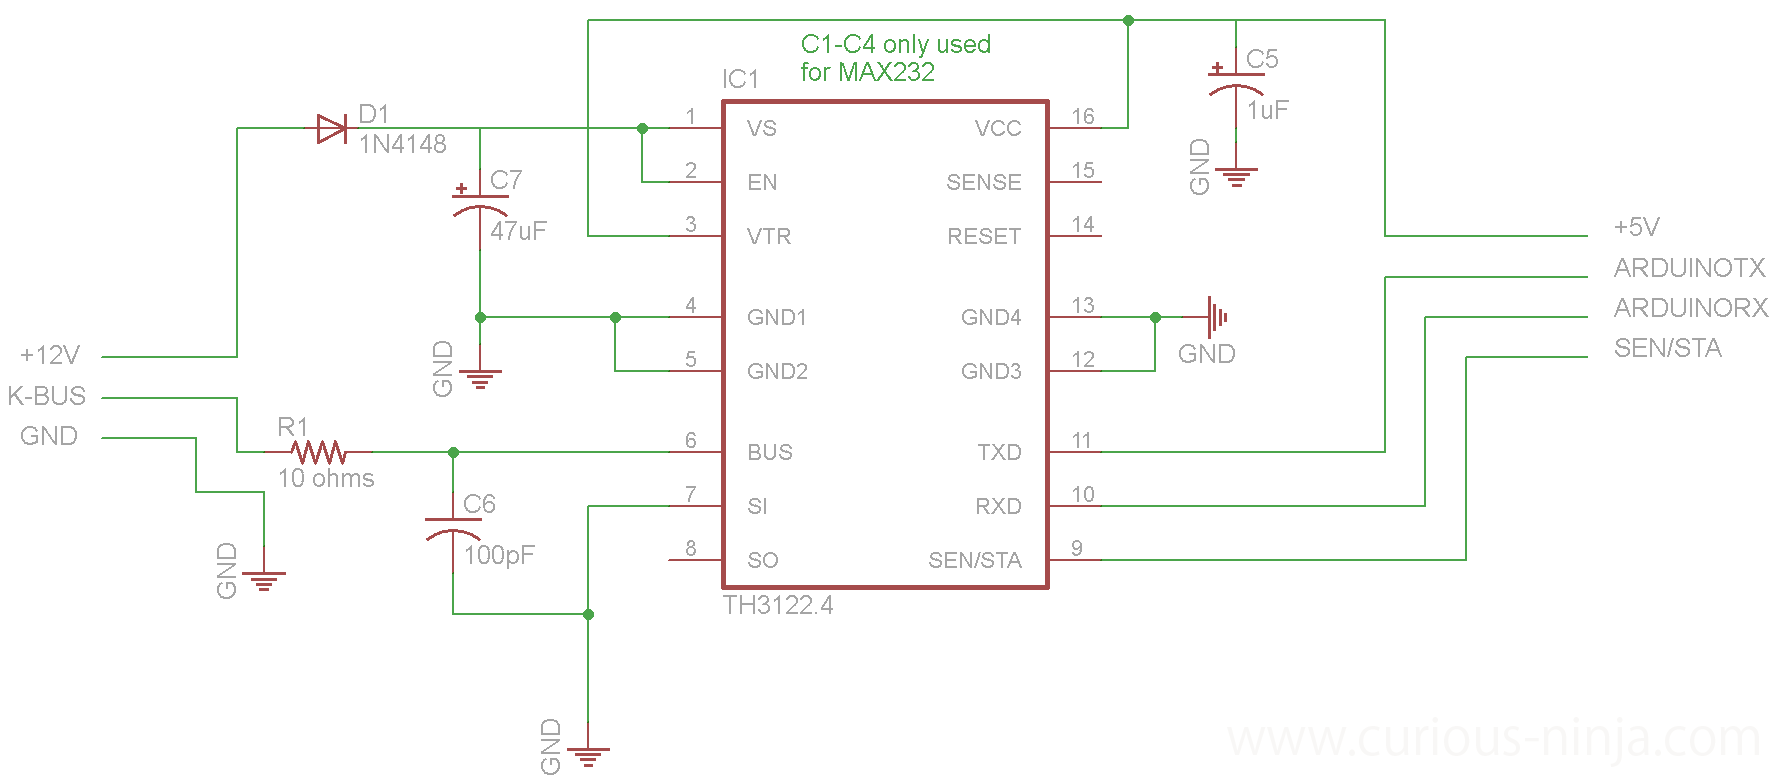 C1-C4 only used
for MAX232
IC1
+
C5
1uF
GND
D1
1N4148
1
VS
VCC
16
2
EN
SENSE
15
+
C7
47uF
3
VTR
RESET
14
+5V
ARDUINOTX
ARDUINORX
SEN/STA
4
GND1
GND4
13
GND
5
GND2
GND3
12
GND
+12V
K-BUS
GND
R1
10 ohms
6
BUS
TXD
11
C6
100pF
7
SI
RXD
10
8
SO
SEN/STA
9
GND
TH3122.4
GND
www.curious-ninja.com